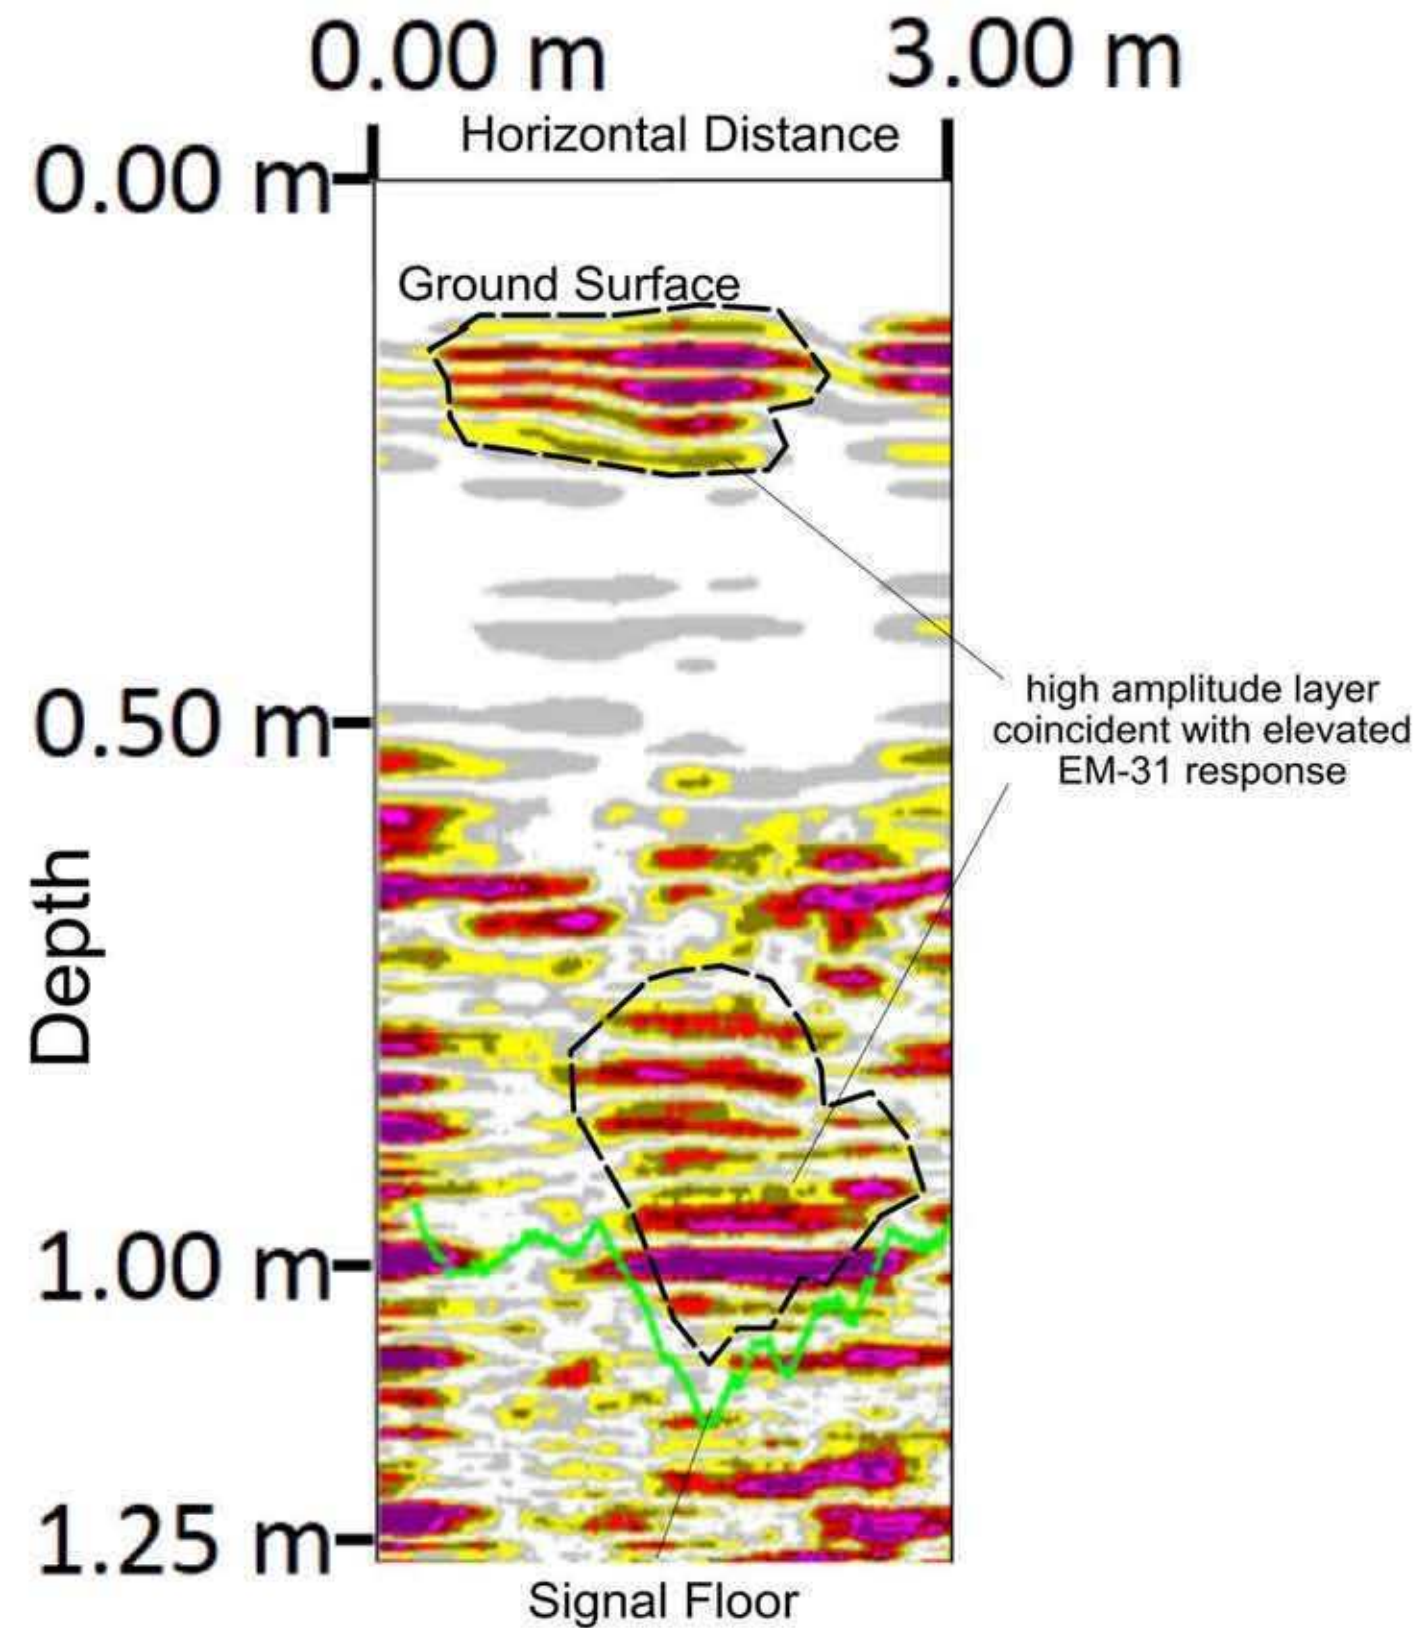 0.00 m 3.00 m
Horizontal Distance
0.00 m
Ground Surface
high amplitude layer
coincident with elevated
EM-31 response
0.50 m
Depth
1.00 m
1.25 m
Signal Floor